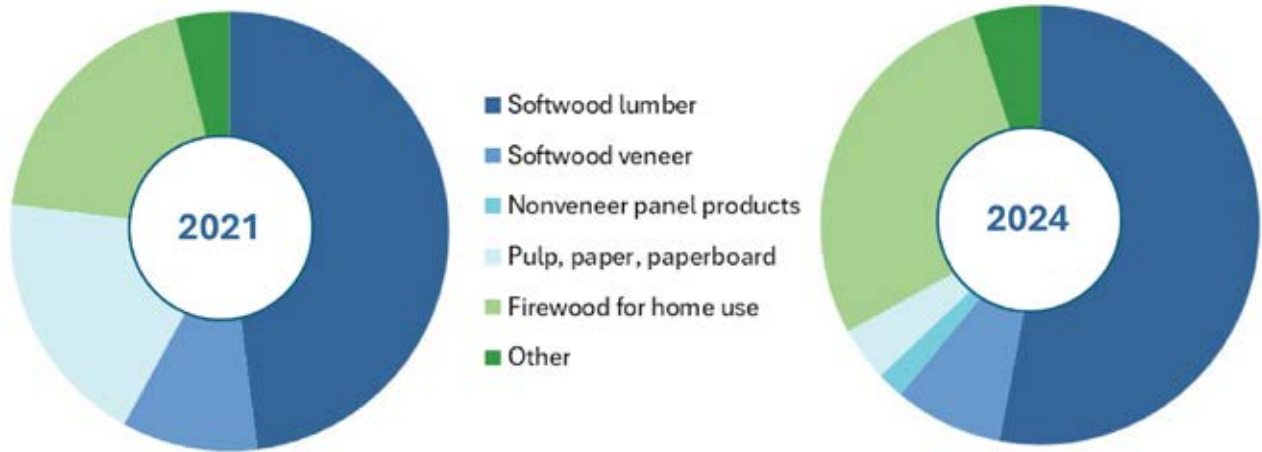 2021
Softwood lumber
Softwood veneer
Nonveneer panel products
Pulp, paper, paperboard
Firewood for home use
Other
2024